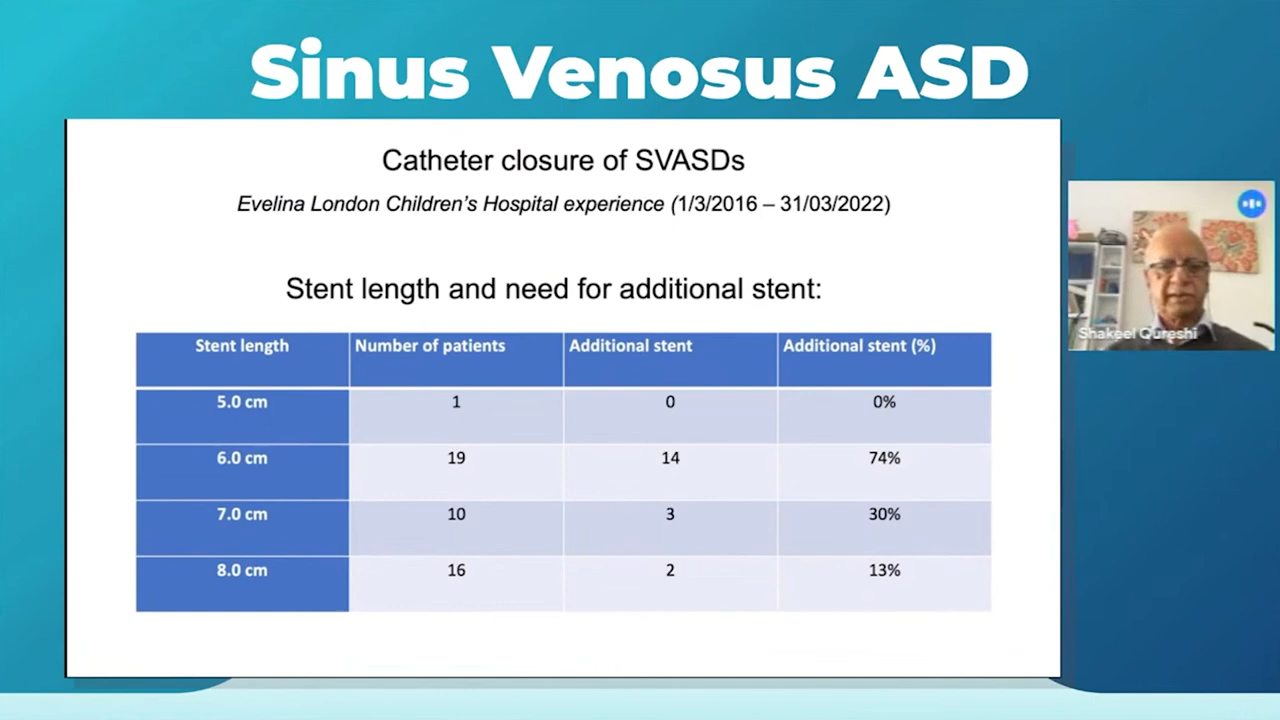 Sinus Venosus ASD
Catheter closure of SVASDs
Evelina London Children's Hospital experience (1/3/2016 – 31/03/2022)
Stent length and need for additional stent:
Stent length Number of patients Additional stent Additional stent (%)
5.0 cm 1 0 0%
6.0 cm 19 14 74%
7.0 cm 10 3 30%
8.0 cm 16 2 13%
Shakeel Qureshi